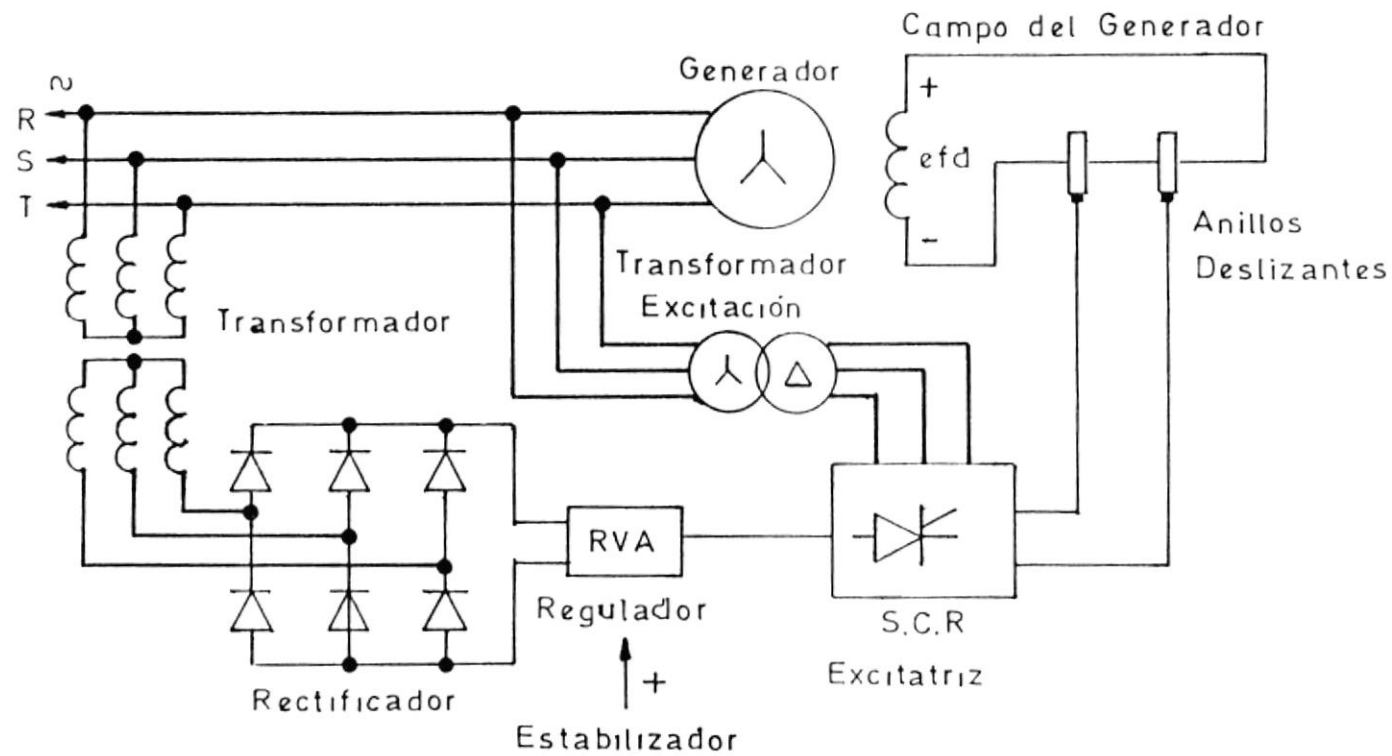 Campo del Generador
Generador
+
efd
-
R
S
T
Anillos
Deslizantes
Transformador
Excitación
Transformador
RVA
Regulador
S.C.R
Excitatriz
Rectificador
+
Estabilizador